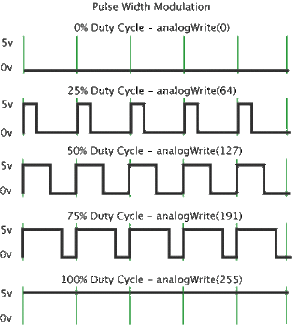 Pulse Width Modulation
0% Duty Cycle - analogWrite(0)
5v
0v
25% Duty Cycle - analogWrite(64)
5v
0v
50% Duty Cycle - analogWrite(127)
5v
0v
75% Duty Cycle - analogWrite(191)
5v
0v
100% Duty Cycle - analogWrite(255)
5v
0v